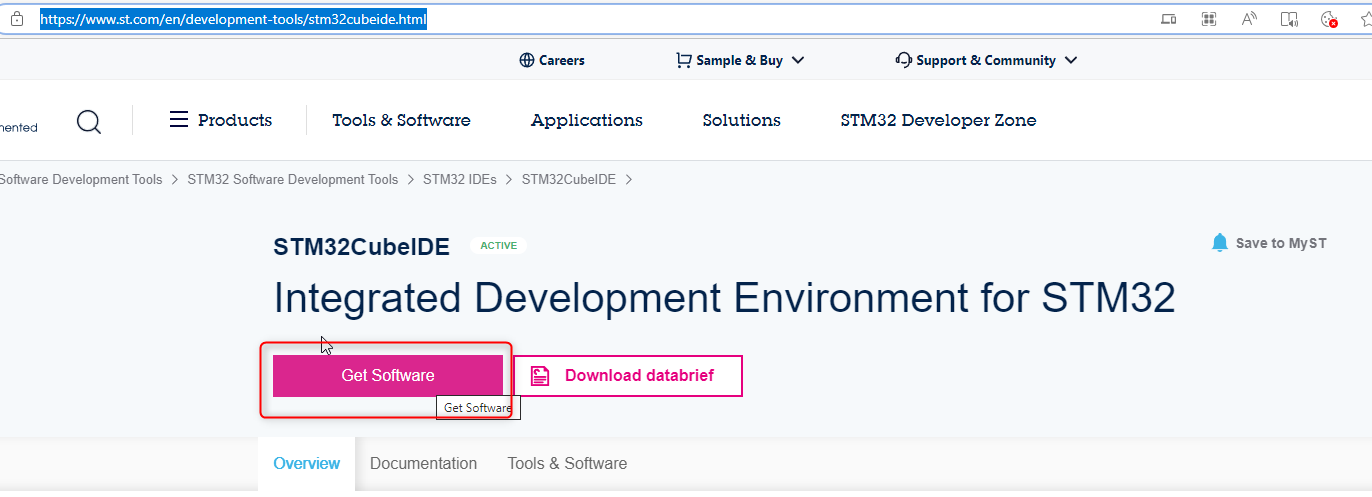 https://www.st.com/en/development-tools/stm32cubeide.html
Careers Sample & Buy Support & Community
Products Tools & Software Applications Solutions STM32 Developer Zone
Software Development Tools > STM32 Software Development Tools > STM32 IDEs > STM32CubeIDE >
STM32CubeIDE ACTIVE Save to MyST
Integrated Development Environment for STM32
Get Software Download databrief
Get Software
Overview Documentation Tools & Software